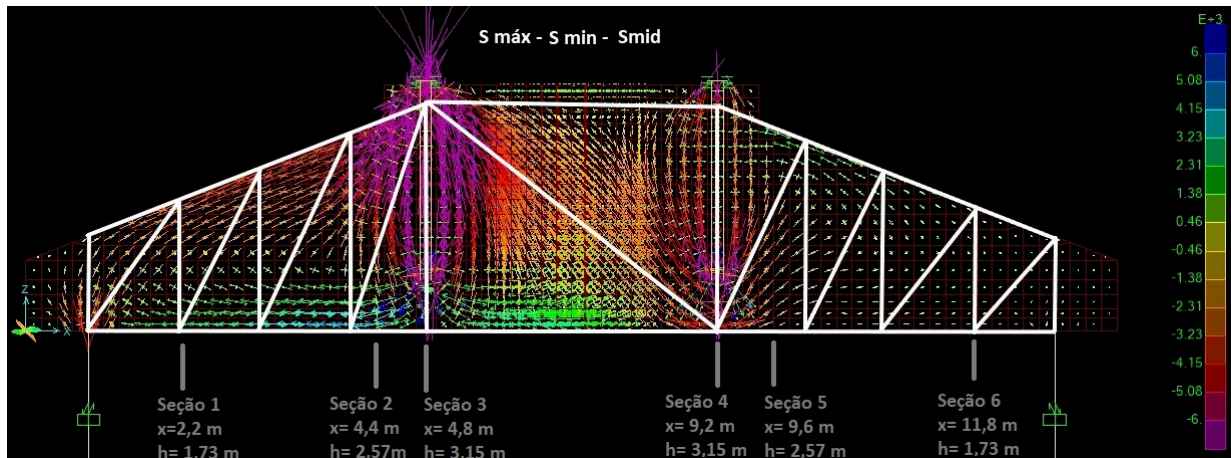 S máx - S min - Smid
E+3
6.
5.08
4.15
3.23
2.31
1.38
0.46
-0.46
-1.38
-2.31
-3.23
-4.15
-5.08
-6.
Z
X
Seção 1
x=2,2 m
h= 1,73 m
Seção 2
x= 4,4 m
h= 2,57m
Seção 3
x= 4,8 m
h= 3,15 m
Seção 4
x= 9,2 m
h= 3,15 m
Seção 5
x= 9,6 m
h= 2,57 m
Seção 6
x= 11,8 m
h= 1,73 m